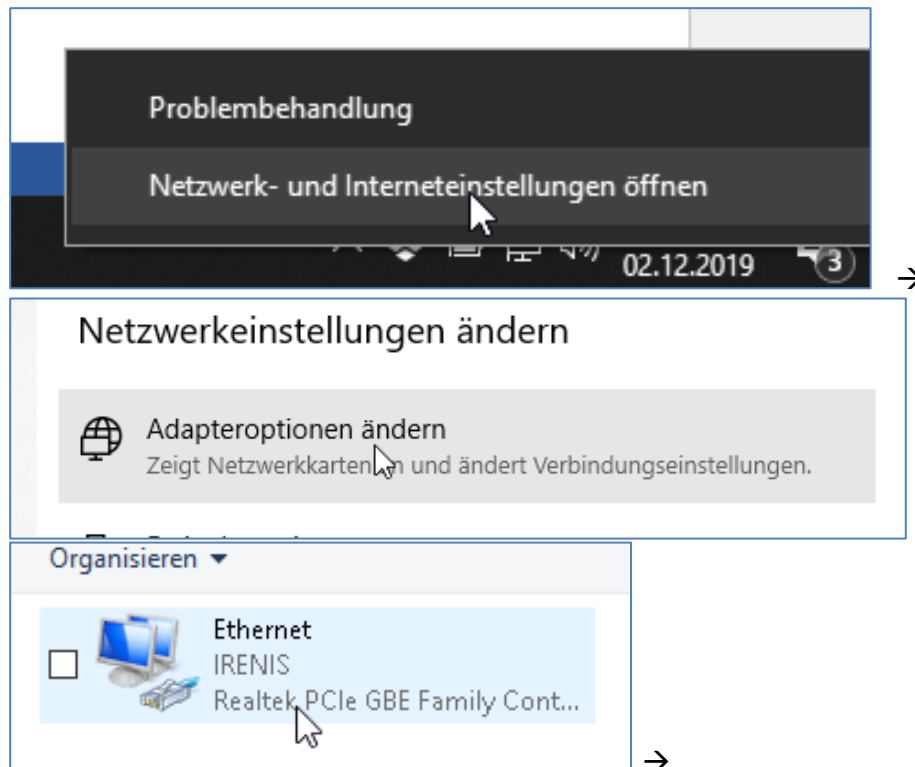 Problembehandlung
Netzwerk- und Interneteinstellungen öffnen
02.12.2019
3
→
Netzwerkeinstellungen ändern
Adapteroptionen ändern
Zeigt Netzwerkkarten und ändert Verbindungseinstellungen.
Organisieren
Ethernet
IRENIS
Realtek PCIe GBE Family Cont...
→